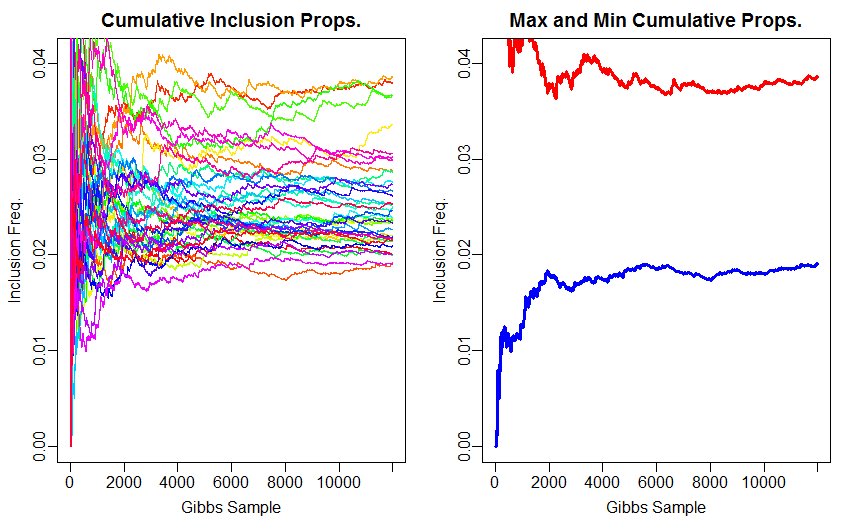 Cumulative Inclusion Props.
Inclusion Freq.
0.04
0.03
0.02
0.01
0.00
0 2000 4000 6000 8000 10000
Gibbs Sample
Max and Min Cumulative Props.
Inclusion Freq.
0.04
0.03
0.02
0.01
0.00
0 2000 4000 6000 8000 10000
Gibbs Sample